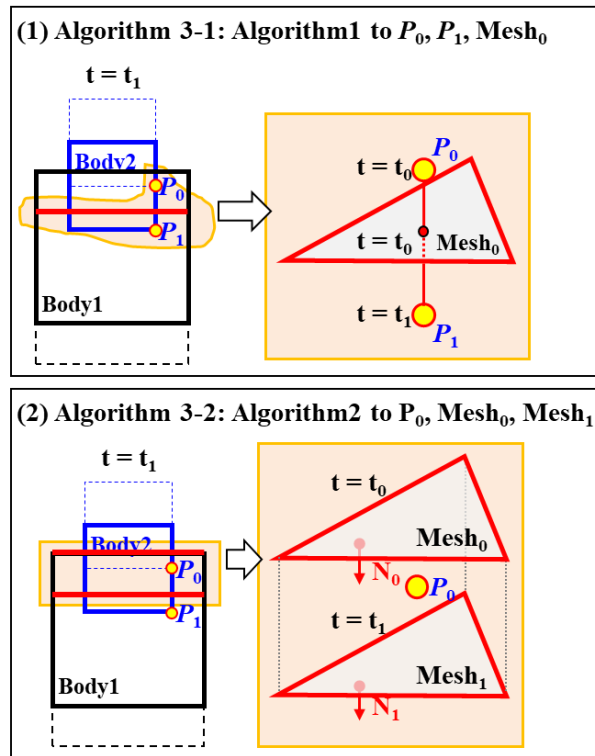 (1) Algorithm 3-1: Algorithm1 to P₀, P₁, Mesh₀
t = t₁
Body2
P₀
P₁
Body1
P₀
t = t₀
t = t₀ Mesh₀
t = t₁
P₁
(2) Algorithm 3-2: Algorithm2 to P₀, Mesh₀, Mesh₁
t = t₁
Body2
P₀
P₁
Body1
t = t₀
Mesh₀
N₀
P₀
t = t₁
Mesh₁
N₁